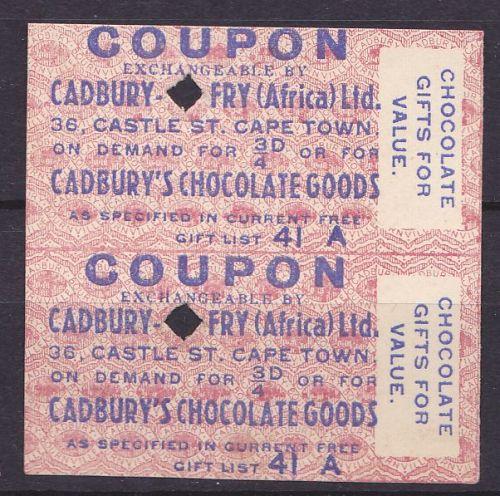 COUPON
EXCHANGEABLE BY
CADBURY- FRY (Africa) Ltd.
36, CASTLE ST. CAPE TOWN,
ON DEMAND FOR 3D/4 OR FOR
CADBURY'S CHOCOLATE GOODS
AS SPECIFIED IN CURRENT FREE
GIFT LIST 41 A
CHOCOLATE
GIFTS FOR
VALUE.
COUPON
EXCHANGEABLE BY
CADBURY- FRY (Africa) Ltd.
36, CASTLE ST. CAPE TOWN,
ON DEMAND FOR 3D/4 OR FOR
CADBURY'S CHOCOLATE GOODS
AS SPECIFIED IN CURRENT FREE
GIFT LIST 41 A
CHOCOLATE
GIFTS FOR
VALUE.